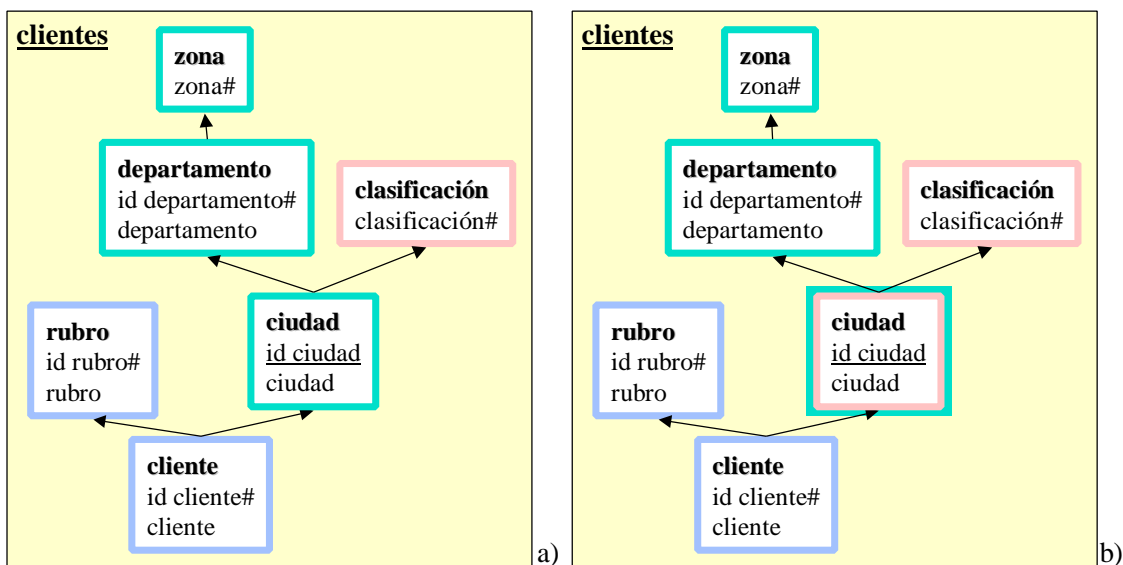 clientes
zona
zona#
departamento
id departamento#
departamento
clasificación
clasificación#
rubro
id rubro#
rubro
ciudad
id ciudad
ciudad
cliente
id cliente#
cliente
a)
clientes
zona
zona#
departamento
id departamento#
departamento
clasificación
clasificación#
rubro
id rubro#
rubro
ciudad
id ciudad
ciudad
cliente
id cliente#
cliente
b)